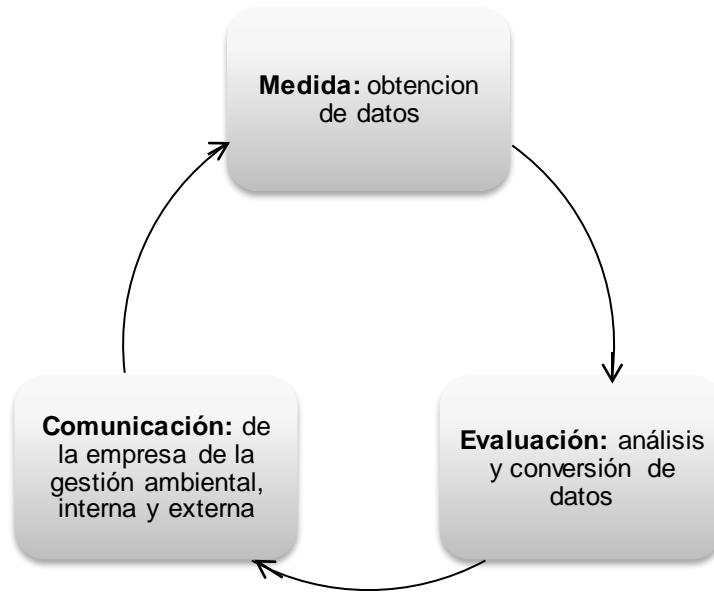 Medida: obtencion
de datos
Evaluación: análisis
y conversión de
datos
Comunicación: de
la empresa de la
gestión ambiental,
interna y externa